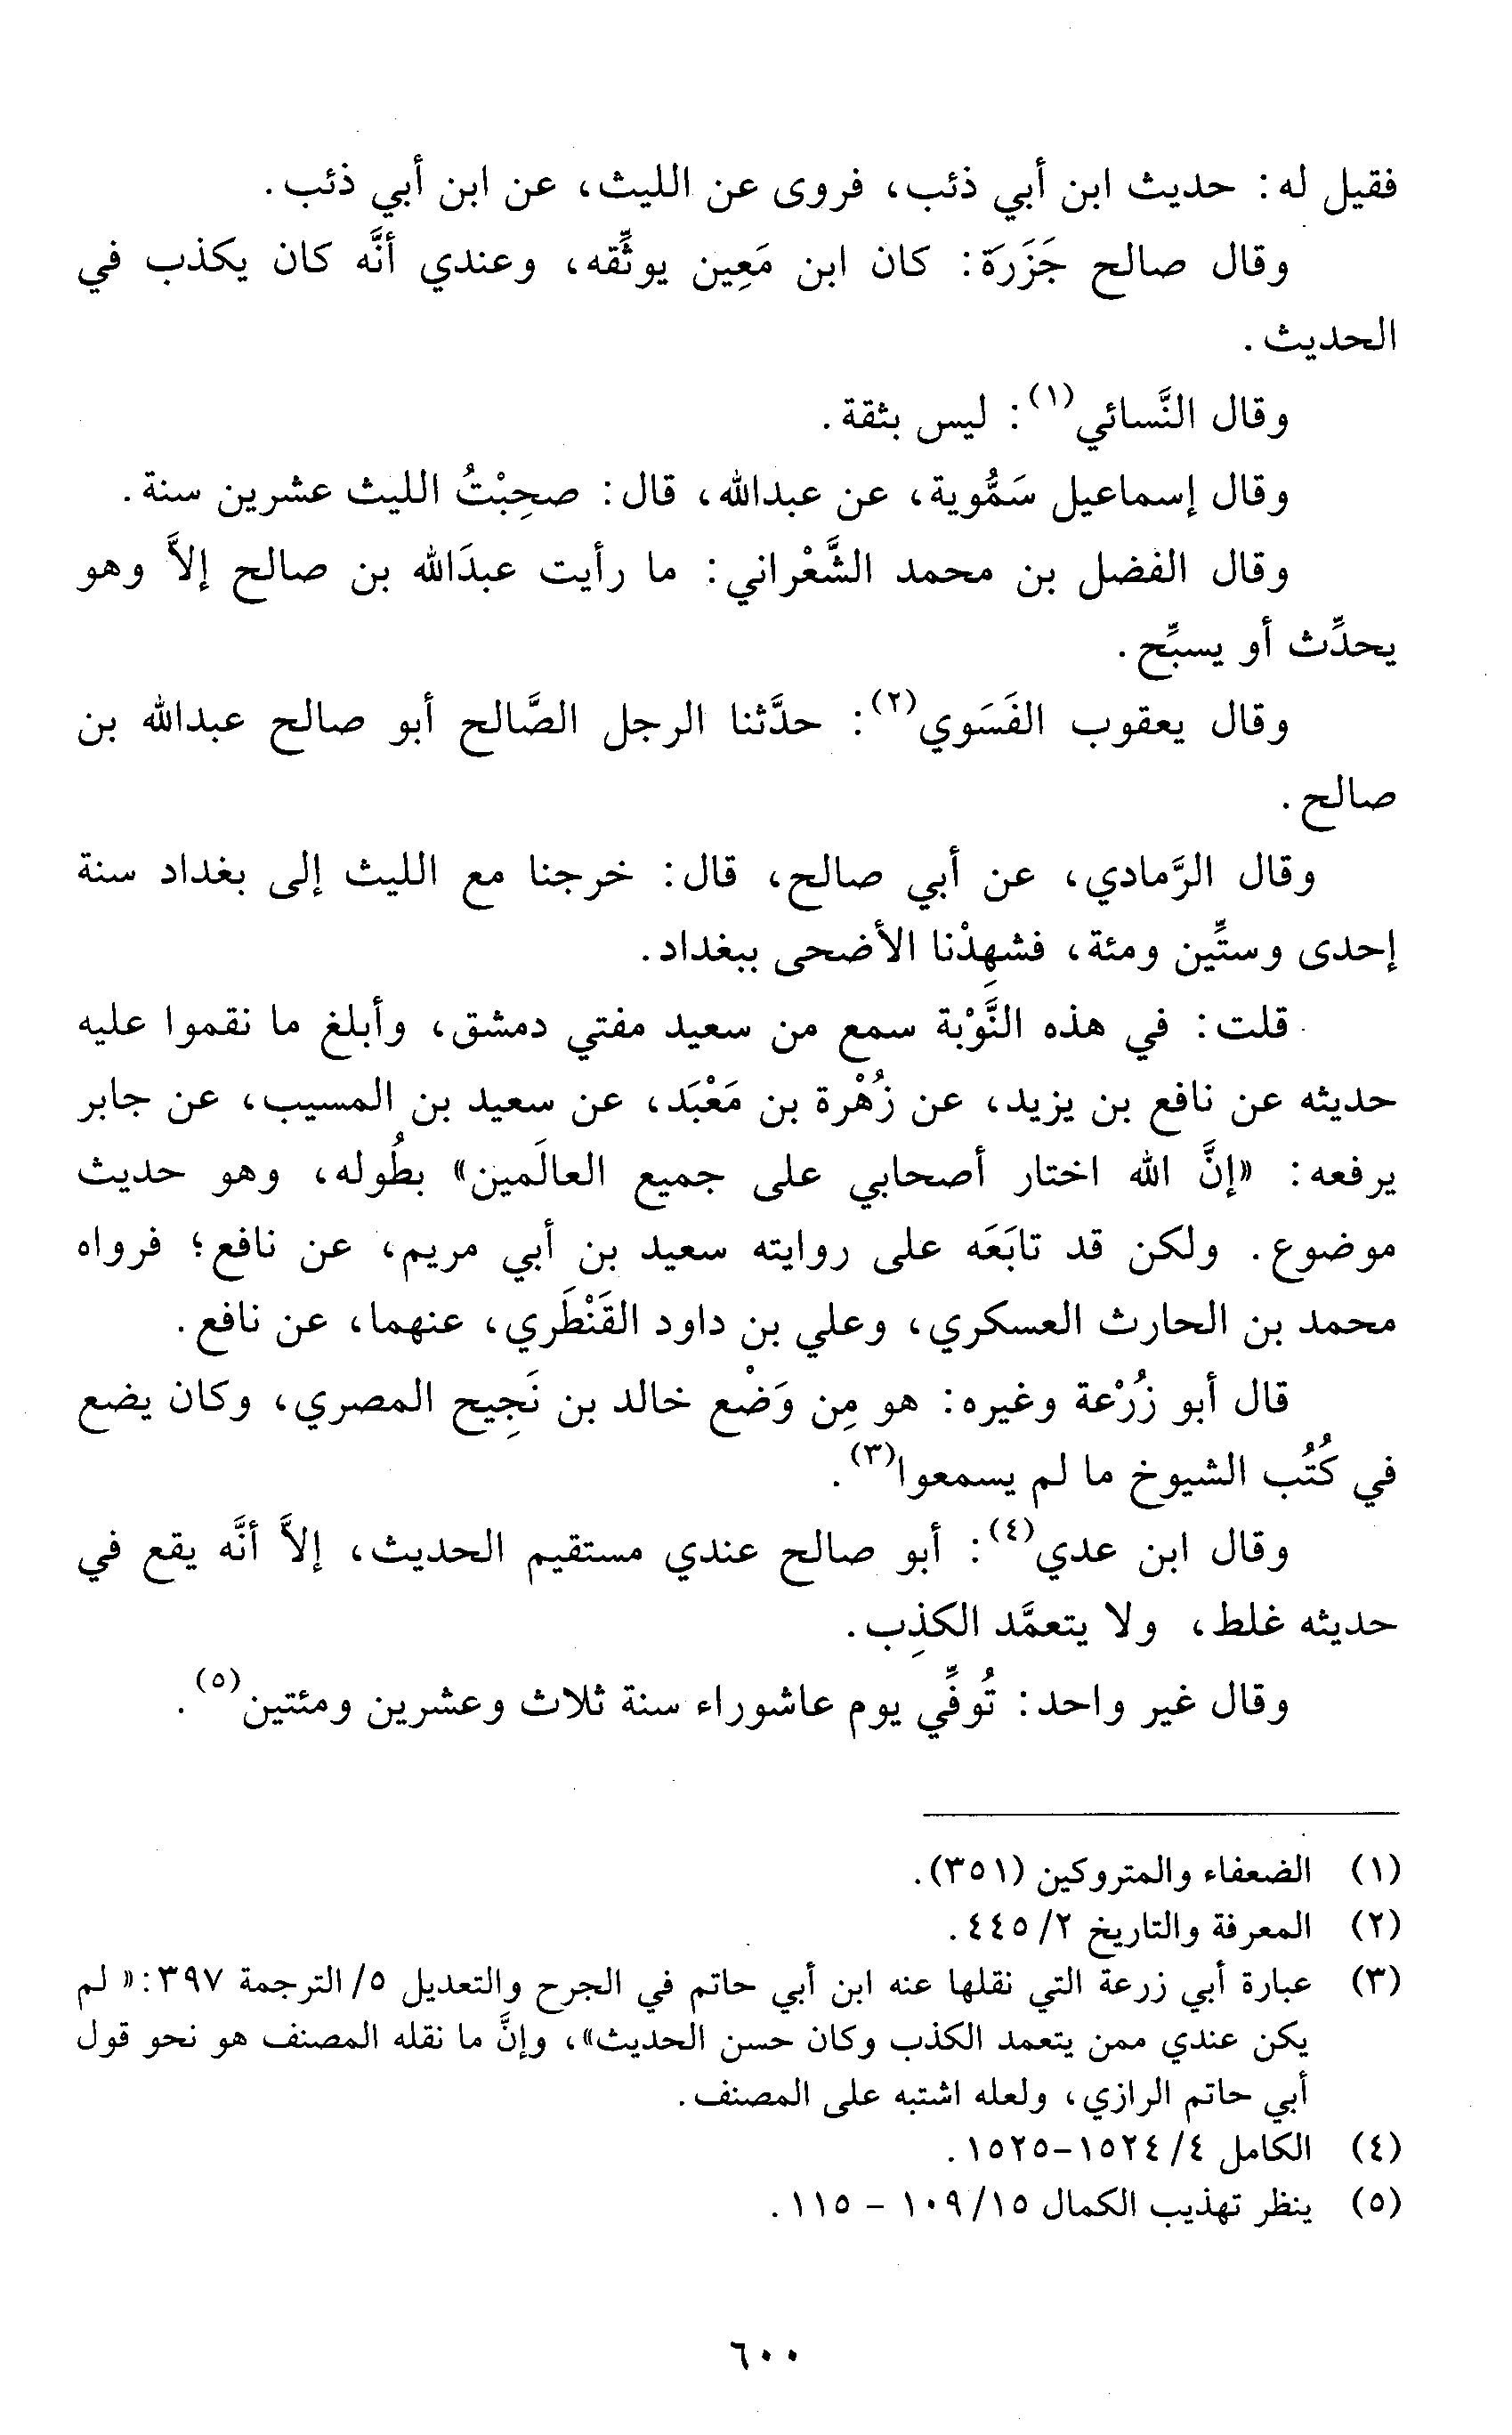 فقيل له: حديث ابن أبي ذئب، فروى عن الليث، عن ابن أبي ذئب.
وقال صالح جَزَرَة: كان ابن مَعِين يوثِّقه، وعندي أنَّه كان يكذب في
الحديث.
وقال النَّسائي(١): ليس بثقة.
وقال إسماعيل سَمُّوية، عن عبدالله، قال: صحِبْتُ الليث عشرين سنة.
وقال الفضل بن محمد الشَّعْراني: ما رأيت عبدَالله بن صالح إلاَّ وهو
يحدِّث أو يسبِّح.
وقال يعقوب الفَسَوي(٢): حدَّثنا الرجل الصَّالح أبو صالح عبدالله بن
صالح.
وقال الرَّمادي، عن أبي صالح، قال: خرجنا مع الليث إلى بغداد سنة
إحدى وستِّين ومئة، فشهِدْنا الأضحى ببغداد.
قلت: في هذه النَّوْبة سمع من سعيد مفتي دمشق، وأبلغ ما نقموا عليه
حديثه عن نافع بن يزيد، عن زُهْرة بن مَعْبَد، عن سعيد بن المسيب، عن جابر
يرفعه: «إنَّ الله اختار أصحابي على جميع العالَمين» بطُوله، وهو حديث
موضوع. ولكن قد تابَعَه على روايته سعيد بن أبي مريم، عن نافع؛ فرواه
محمد بن الحارث العسكري، وعلي بن داود القَنْطَري، عنهما، عن نافع.
قال أبو زُرْعة وغيره: هو مِن وَضْع خالد بن نَجِيح المصري، وكان يضع
في كُتُب الشيوخ ما لم يسمعوا(٣).
وقال ابن عدي(٤): أبو صالح عندي مستقيم الحديث، إلاَّ أنَّه يقع في
حديثه غلط، ولا يتعمَّد الكذِب.
وقال غير واحد: تُوفِّي يوم عاشوراء سنة ثلاث وعشرين ومئتين(٥).
(١) الضعفاء والمتروكين (٣٥١).
(٢) المعرفة والتاريخ ٢/ ٤٤٥.
(٣) عبارة أبي زرعة التي نقلها عنه ابن أبي حاتم في الجرح والتعديل ٥/ الترجمة ٣٩٧: «لم
يكن عندي ممن يتعمد الكذب وكان حسن الحديث»، وإنَّ ما نقله المصنف هو نحو قول
أبي حاتم الرازي، ولعله اشتبه على المصنف.
(٤) الكامل ٤/ ١٥٢٤-١٥٢٥.
(٥) ينظر تهذيب الكمال ١٥/ ١٠٩ - ١١٥.
٦٠٠